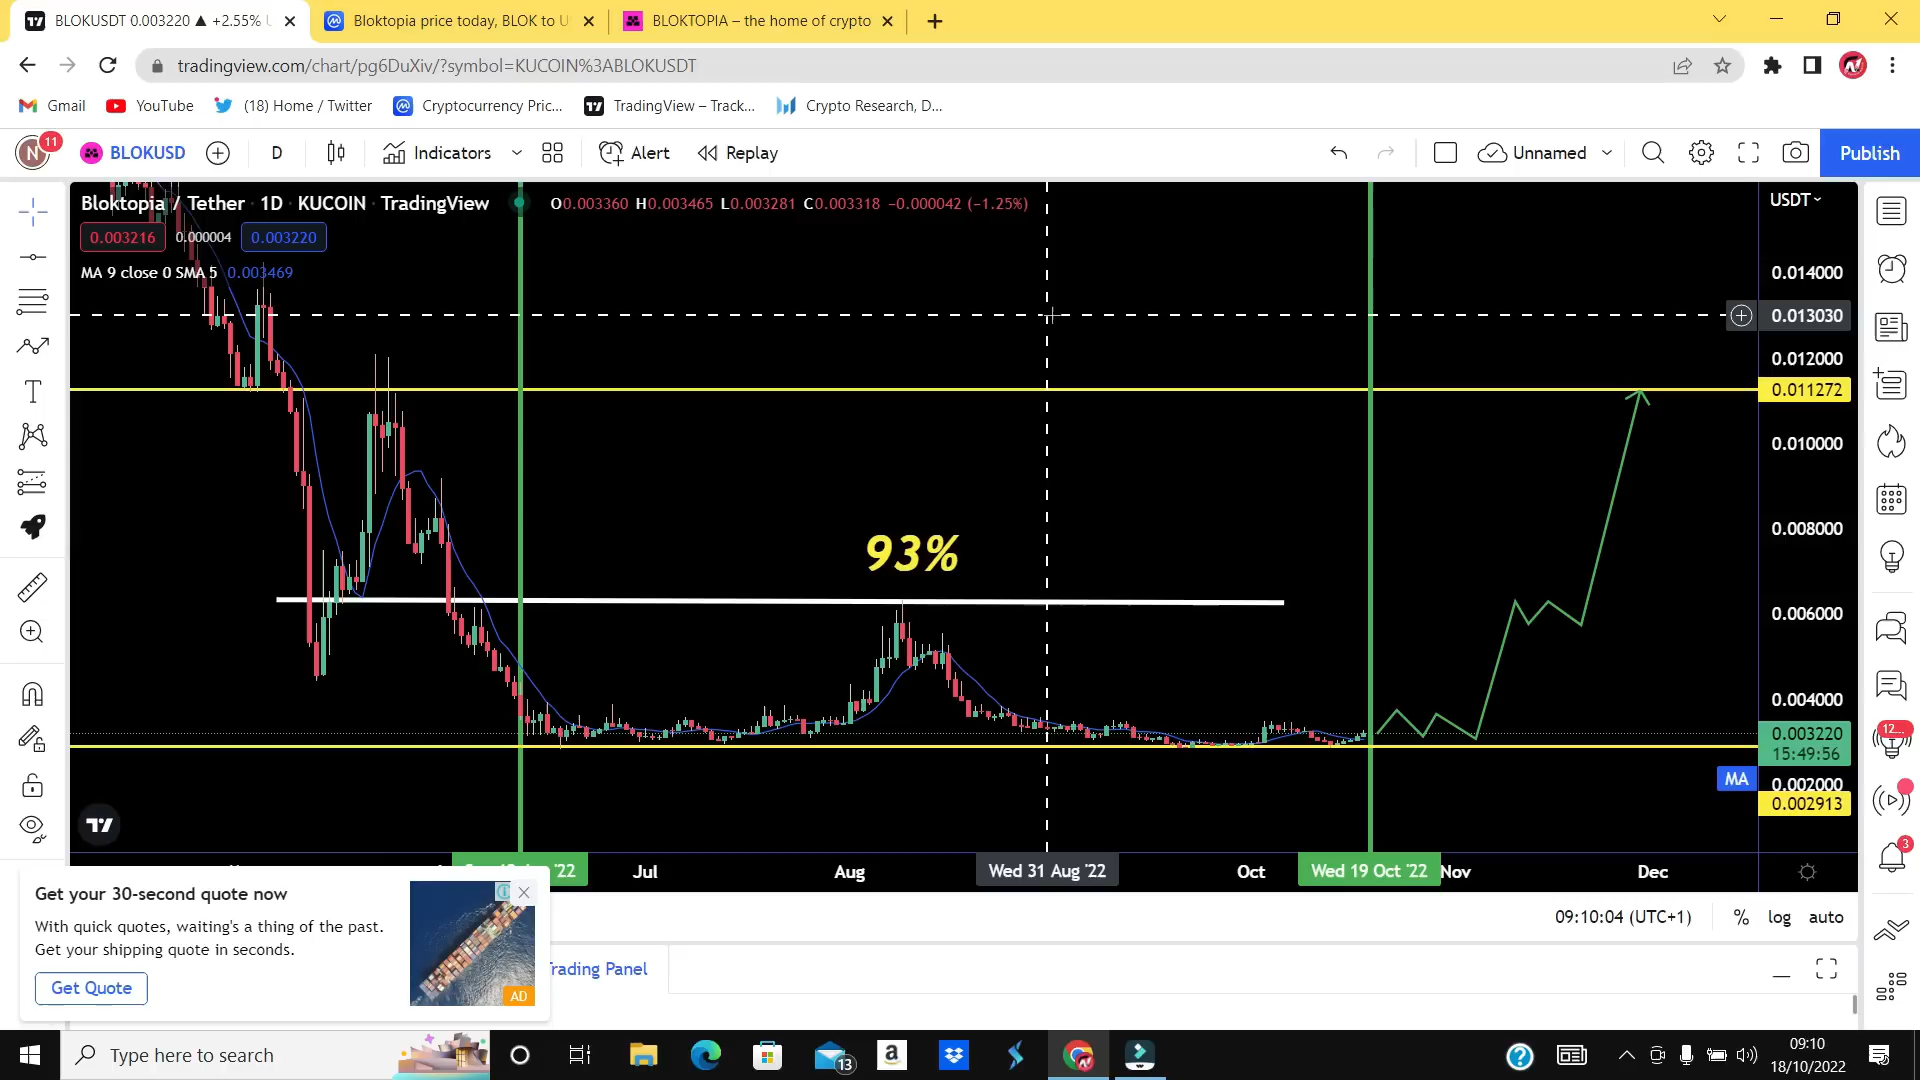 BLOKUSDT 0.003220 ▲ +2.55%
Bloktopia price today, BLOK to U
BLOKTOPIA – the home of crypto
tradingview.com/chart/pg6DuXiv/?symbol=KUCOIN%3ABLOKUSDT
Gmail
YouTube
(18) Home / Twitter
Cryptocurrency Pric...
TradingView – Track...
Crypto Research, D...
N
11
BLOKUSD
D
Indicators
Alert
Replay
Unnamed
Publish
Bloktopia / Tether · 1D · KUCOIN · TradingView
O0.003360 H0.003465 L0.003281 C0.003318 −0.000042 (−1.25%)
USDT
0.003216
0.000004
0.003220
MA 9 close 0 SMA 5 0.003469
0.014000
0.013030
0.012000
0.011272
0.010000
0.008000
93%
0.006000
0.004000
0.003220
15:49:56
MA
0.002000
0.002913
12...
3
'22
Jul
Aug
Wed 31 Aug '22
Oct
Wed 19 Oct '22
Nov
Dec
Get your 30-second quote now
With quick quotes, waiting's a thing of the past.
Get your shipping quote in seconds.
Get Quote
AD
09:10:04 (UTC+1)
%
log
auto
Trading Panel
Type here to search
13
09:10
18/10/2022